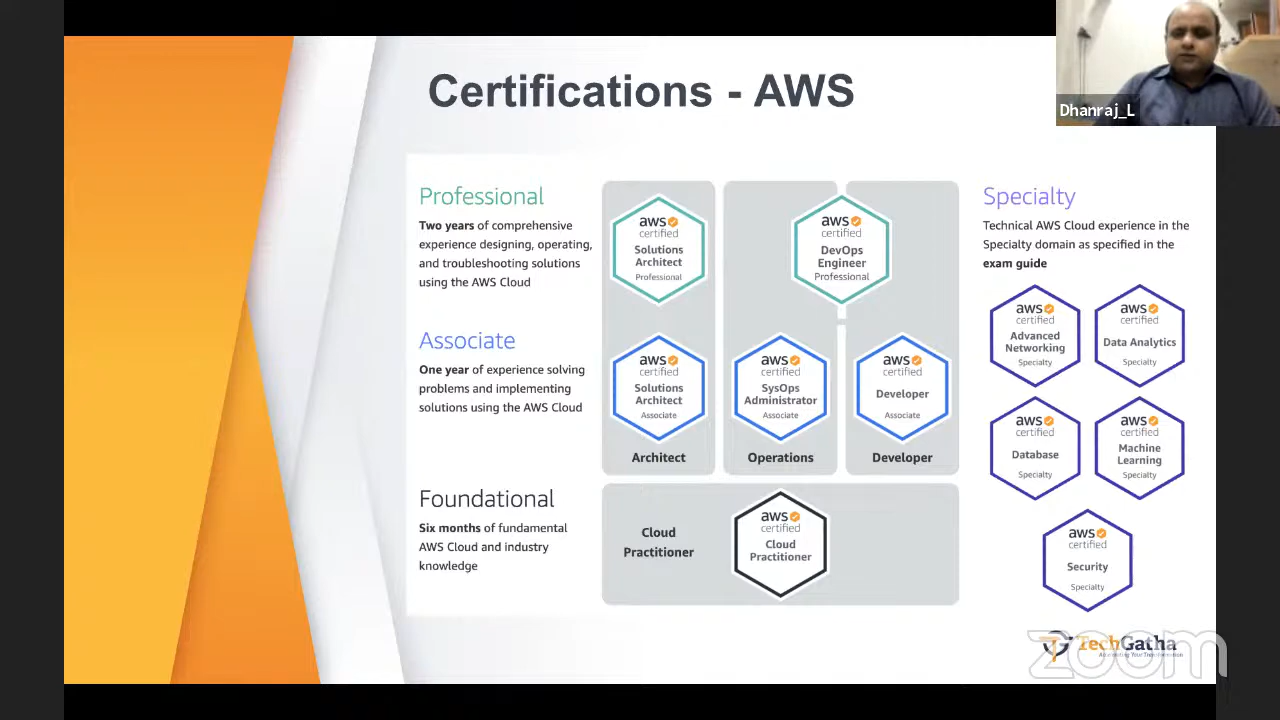 Certifications - AWS
Dhanraj_L
Professional
Two years of comprehensive
experience designing, operating,
and troubleshooting solutions
using the AWS Cloud
aws
certified
Solutions
Architect
Professional
aws
certified
DevOps
Engineer
Professional
Associate
One year of experience solving
problems and implementing
solutions using the AWS Cloud
aws
certified
Solutions
Architect
Associate
aws
certified
SysOps
Administrator
Associate
aws
certified
Developer
Associate
Architect
Operations
Developer
Foundational
Six months of fundamental
AWS Cloud and industry
knowledge
Cloud
Practitioner
aws
certified
Cloud
Practitioner
Specialty
Technical AWS Cloud experience in the
Specialty domain as specified in the
exam guide
aws
certified
Advanced
Networking
Specialty
aws
certified
Data Analytics
Specialty
aws
certified
Database
Specialty
aws
certified
Machine
Learning
Specialty
aws
certified
Security
Specialty
TechGatha
zoom